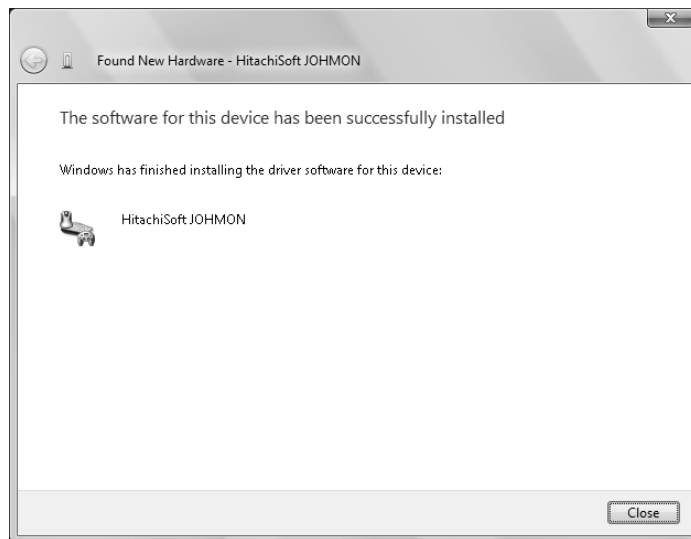 Found New Hardware - HitachiSoft JOHMON
The software for this device has been successfully installed
Windows has finished installing the driver software for this device:
HitachiSoft JOHMON
Close